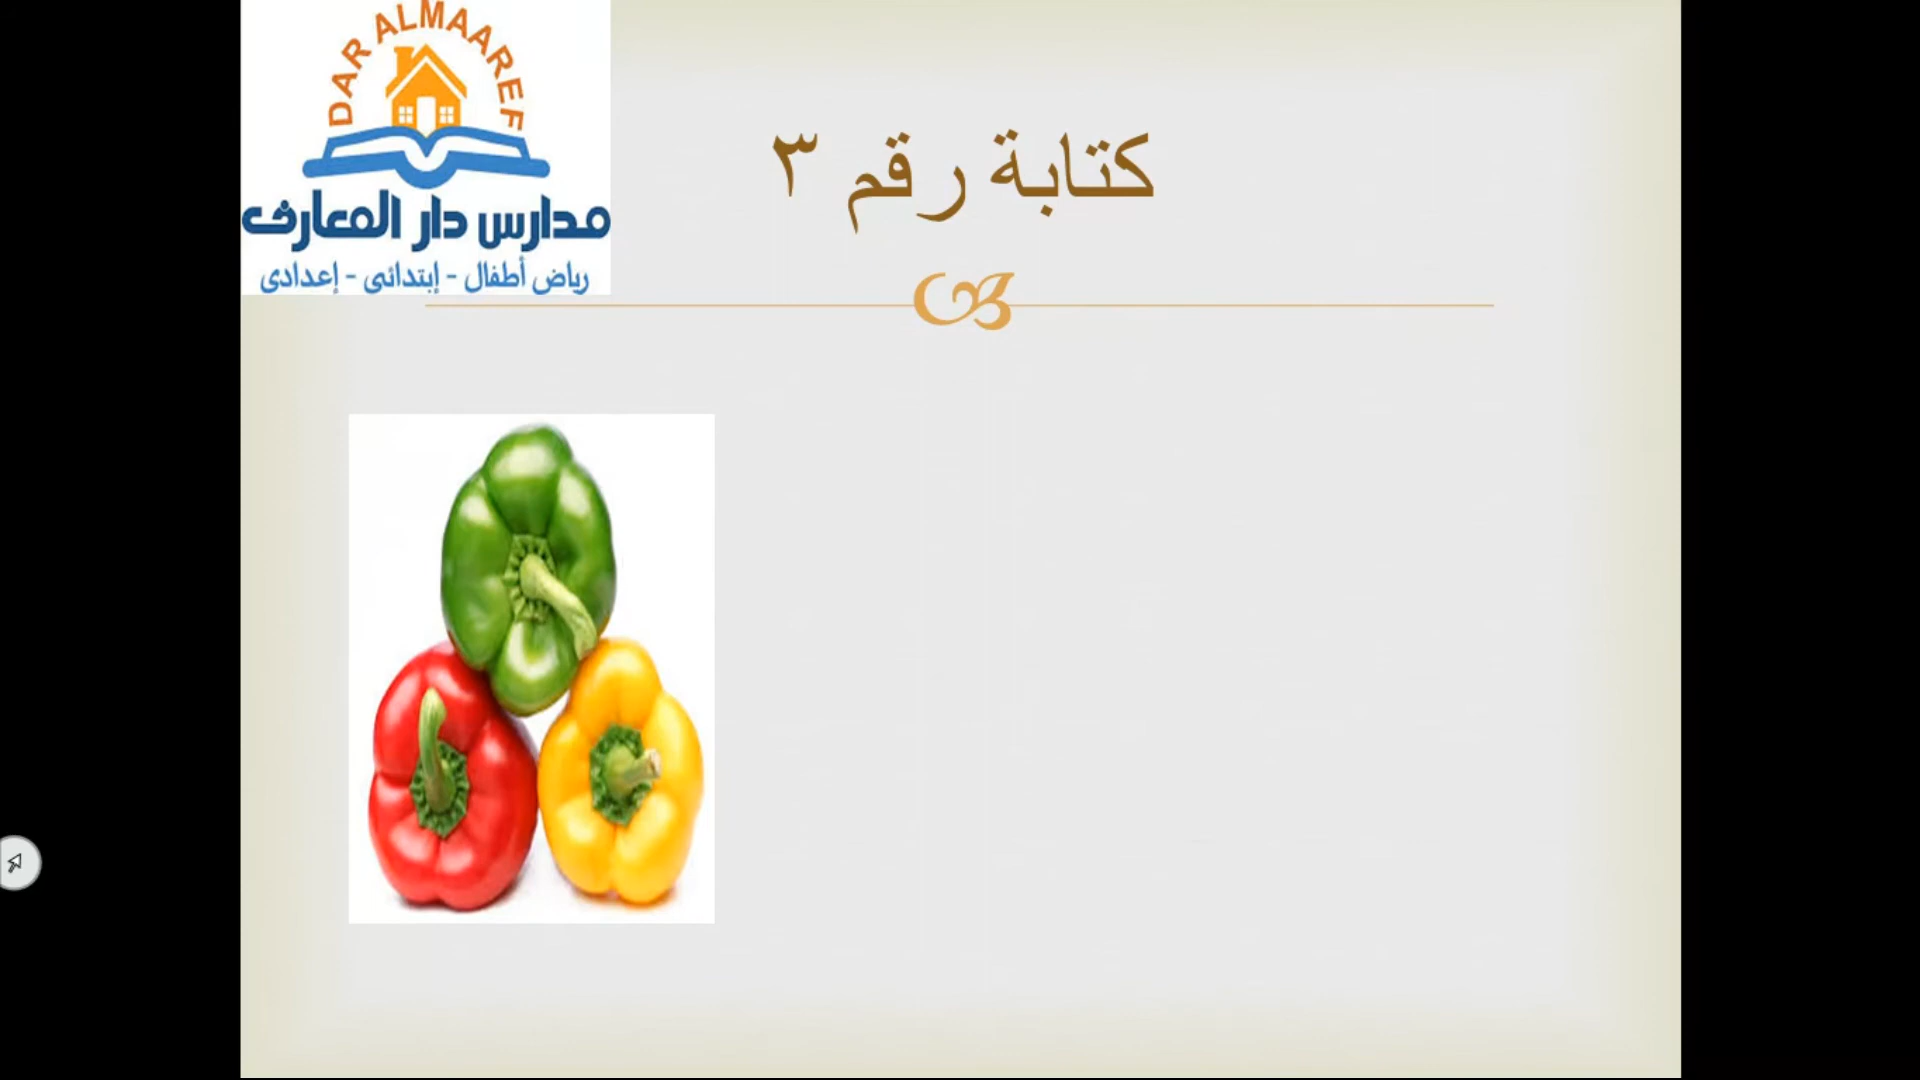 DAR ALMAAREF
مدارس دار المعارف
رياض أطفال - إبتدائى - إعدادى
كتابة رقم ٣